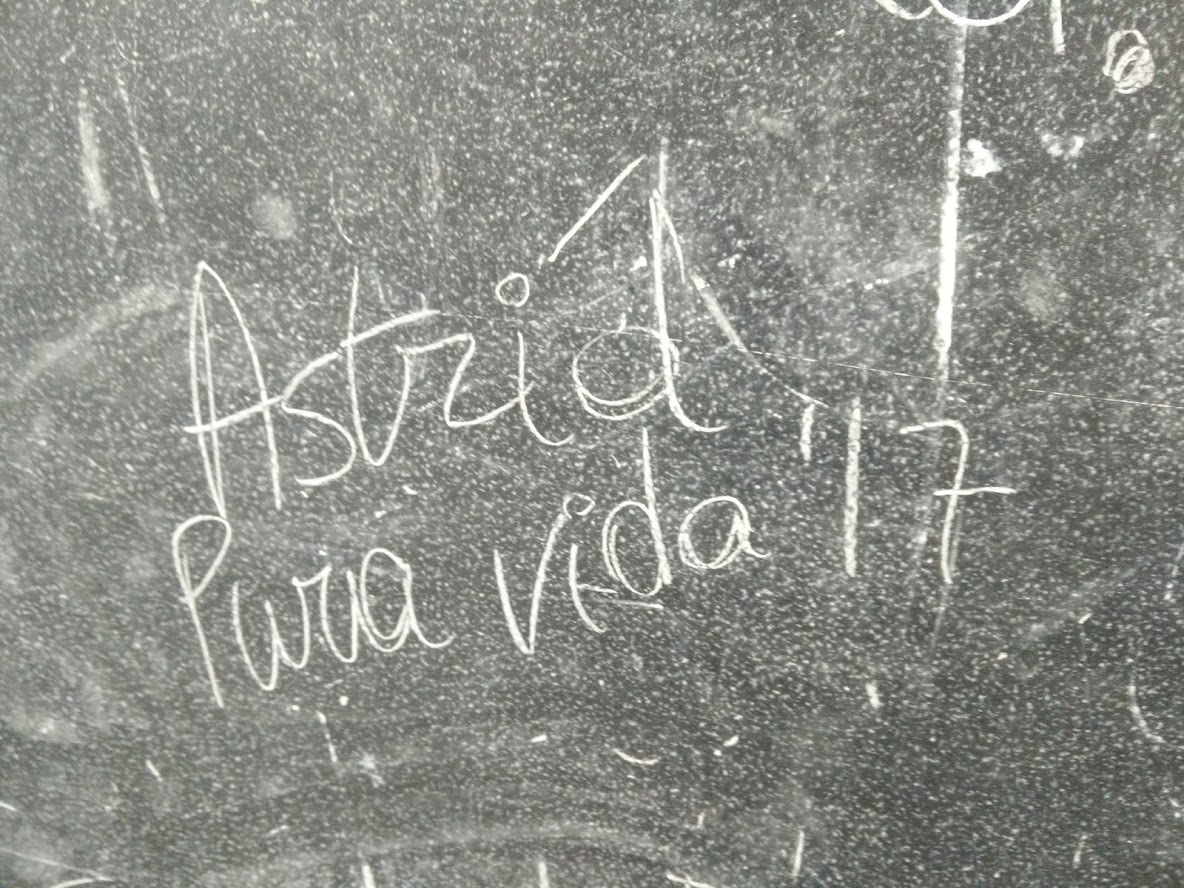 Astrid '17
Pura vida